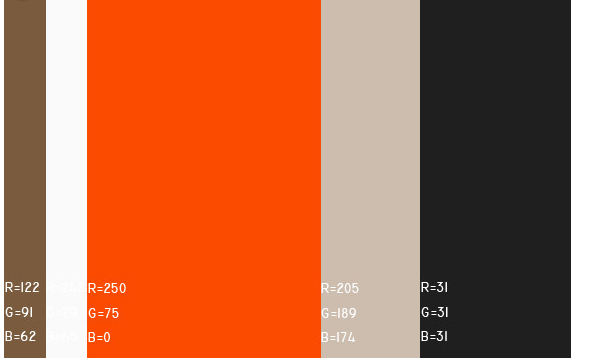 R=122
G=91
B=62
R=250
G=75
B=0
R=205
G=189
B=174
R=31
G=31
B=31